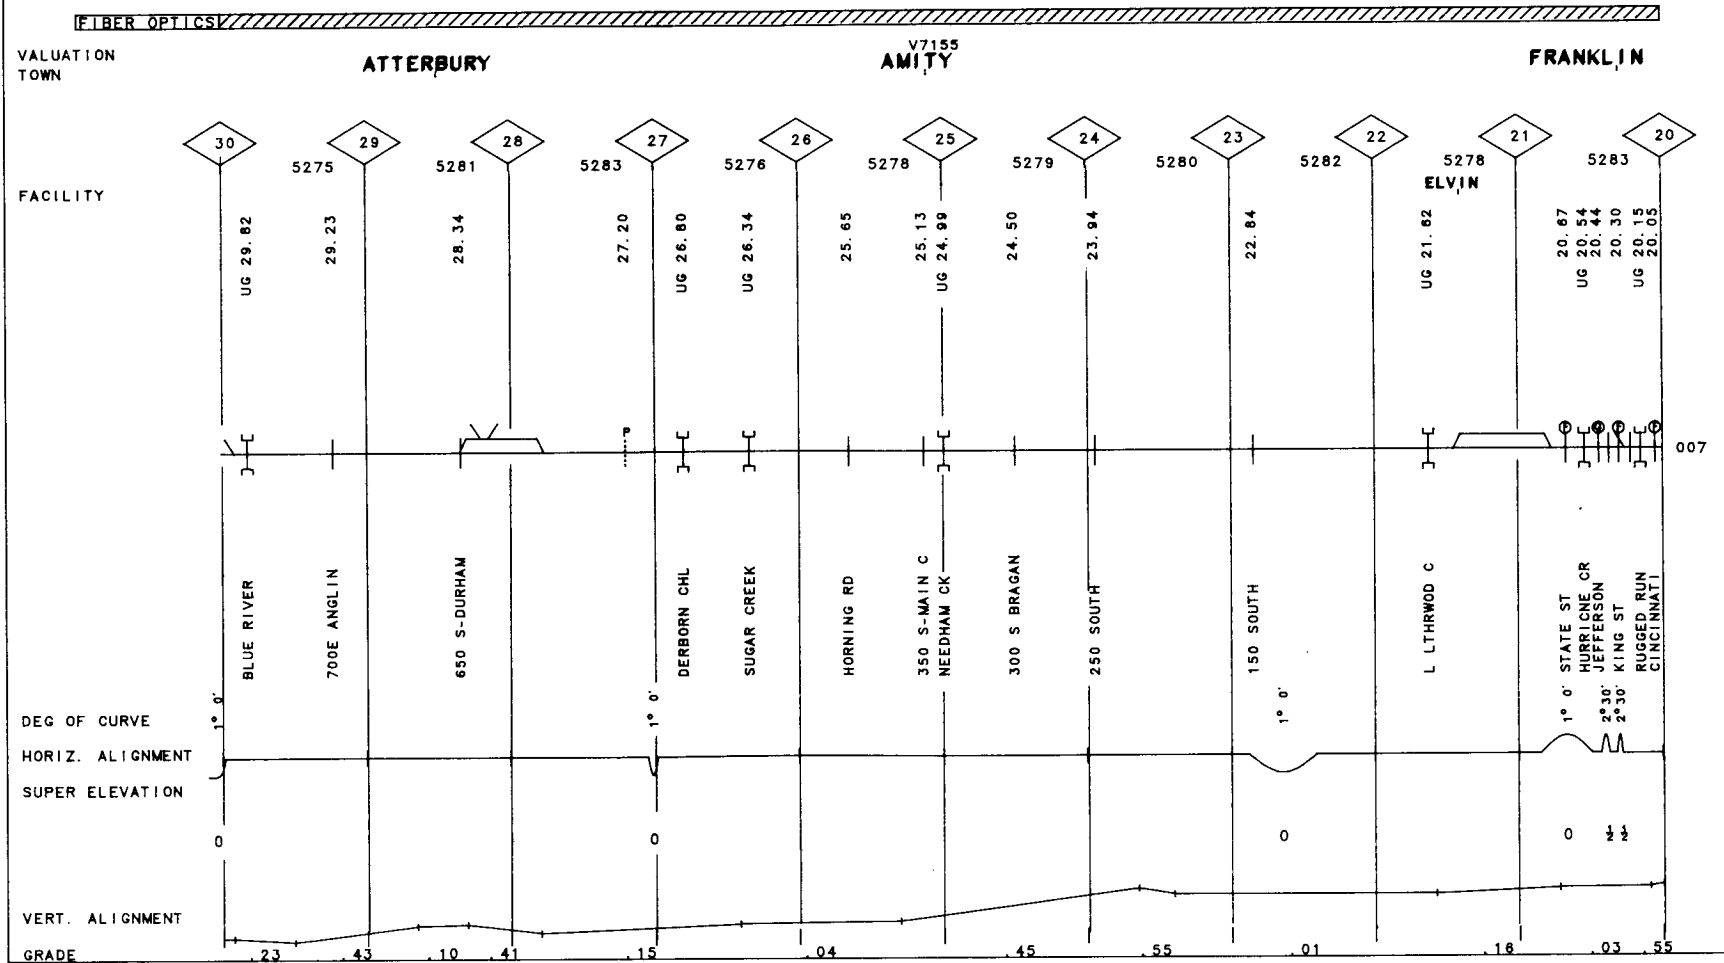 FIBER OPTICS
VALUATION V7155
TOWN ATTERBURY AMITY FRANKLIN
30 29 28 27 26 25 24 23 22 21 20
5275 5281 5283 5276 5278 5279 5280 5282 5278 5283
FACILITY ELVIN
UG 29.82
29.23
28.34
27.20
UG 26.80
UG 26.34
25.65
25.13
UG 24.99
24.50
23.94
22.84
UG 21.62
20.67
UG 20.54
20.44
20.30
UG 20.15
20.05
P P P P
007
BLUE RIVER
700E ANGLIN
650 S-DURHAM
DERBORN CHL
SUGAR CREEK
HORNING RD
350 S-MAIN C
NEEDHAM CK
300 S BRAGAN
250 SOUTH
150 SOUTH
L LTHRWOD C
STATE ST
HURRICNE CR
JEFFERSON
KING ST
RUGGED RUN
CINCINNATI
DEG OF CURVE 1° 0' 1° 0' 1° 0' 1° 0' 2°30' 2°30'
HORIZ. ALIGNMENT
SUPER ELEVATION
0 0 0 0 ½ ½
VERT. ALIGNMENT
GRADE .23 .43 .10 .41 .15 .04 .45 .55 .01 .16 .03 .55